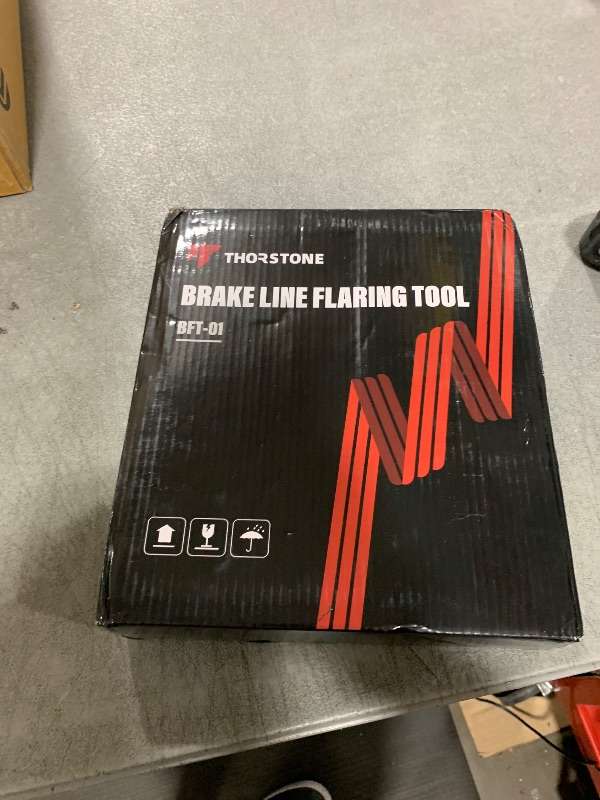 THORSTONE
BRAKE LINE FLARING TOOL
BFT-01